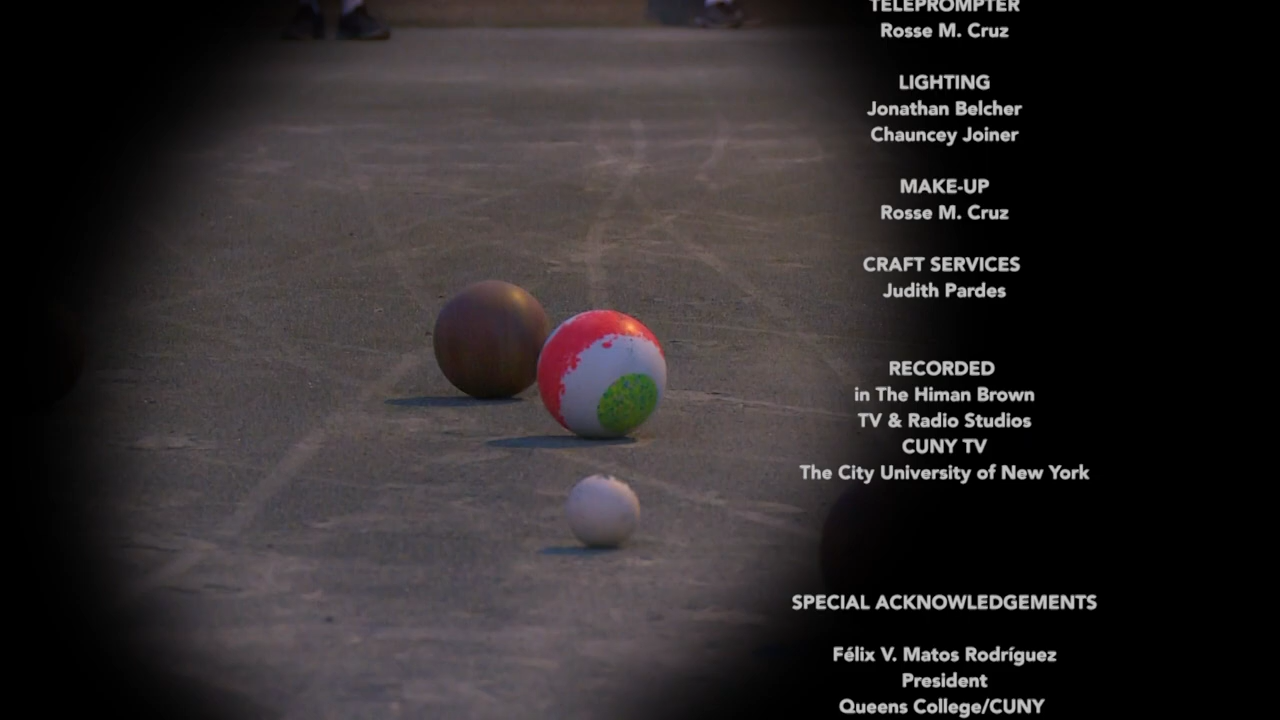 TELEPROMPTER
Rosse M. Cruz
LIGHTING
Jonathan Belcher
Chauncey Joiner
MAKE-UP
Rosse M. Cruz
CRAFT SERVICES
Judith Pardes
RECORDED
in The Himan Brown
TV & Radio Studios
CUNY TV
The City University of New York
SPECIAL ACKNOWLEDGEMENTS
Félix V. Matos Rodríguez
President
Queens College/CUNY